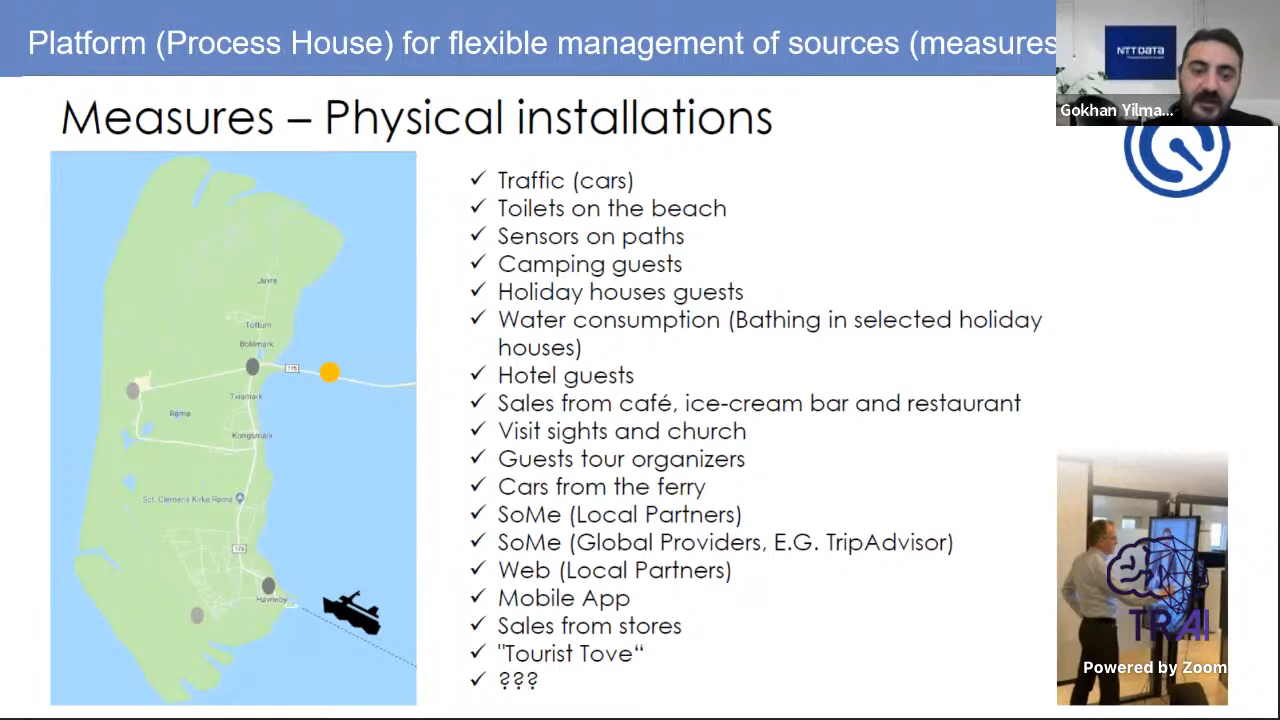 Platform (Process House) for flexible management of sources (measures
NTT DATA
Gokhan Yilma...
Measures – Physical installations
Traffic (cars)
Toilets on the beach
Sensors on paths
Camping guests
Holiday houses guests
Water consumption (Bathing in selected holiday
houses)
Hotel guests
Sales from café, ice-cream bar and restaurant
Visit sights and church
Guests tour organizers
Cars from the ferry
SoMe (Local Partners)
SoMe (Global Providers, E.G. TripAdvisor)
Web (Local Partners)
Mobile App
Sales from stores
"Tourist Tove“
???
Juvre
Toftum
Bolilmark
175
Tvismark
Rømø
Kongsmark
Sct. Clemens Kirke Rømø
175
Havneby
TRAI
Powered by Zoom